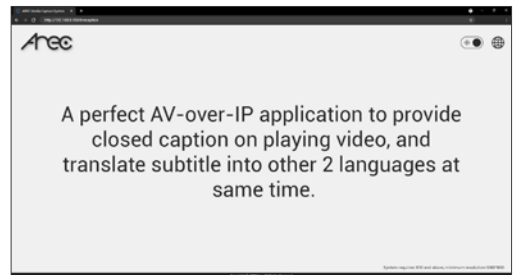 AREC
A perfect AV-over-IP application to provide
closed caption on playing video, and
translate subtitle into other 2 languages at
same time.